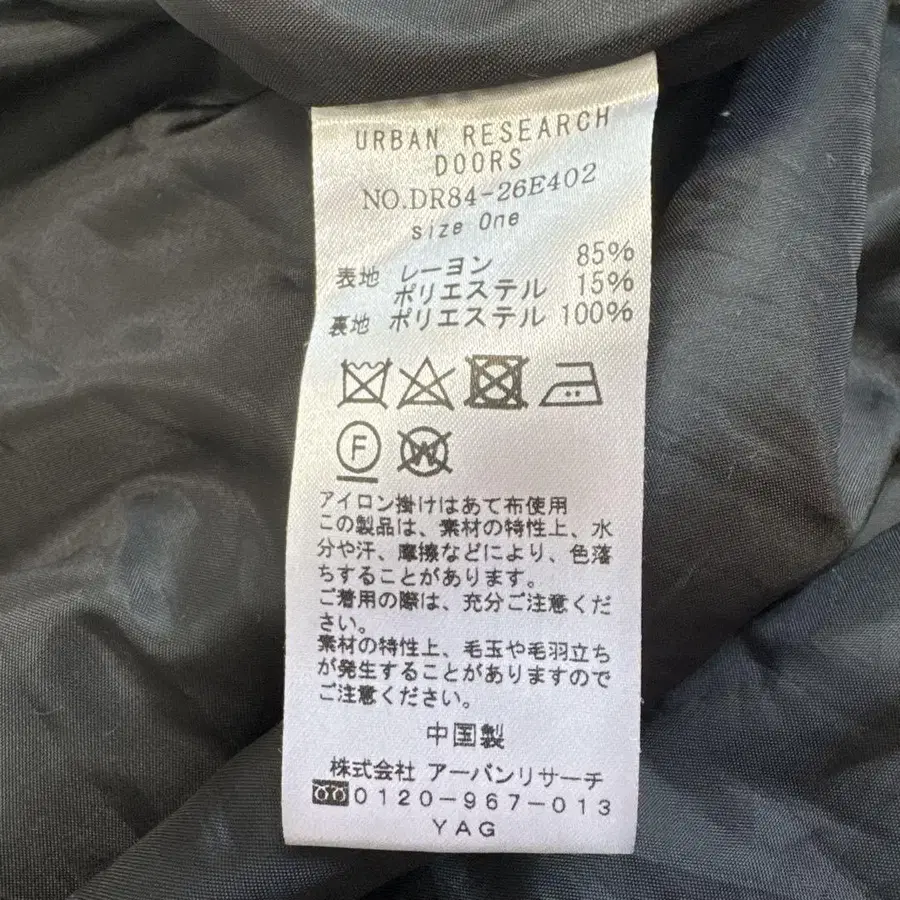 URBAN RESEARCH
DOORS
NO.DR84-26E402
size One
表地 レーヨン 85%
ポリエステル 15%
裏地 ポリエステル 100%
F W
アイロン掛けはあて布使用
この製品は、素材の特性上、水
分や汗、摩擦などにより、色落
ちすることがあります。
ご着用の際は、充分ご注意くだ
さい。
素材の特性上、毛玉や毛羽立ち
が発生することがありますので
ご注意ください。
中国製
株式会社 アーバンリサーチ
0120-967-013
YAG